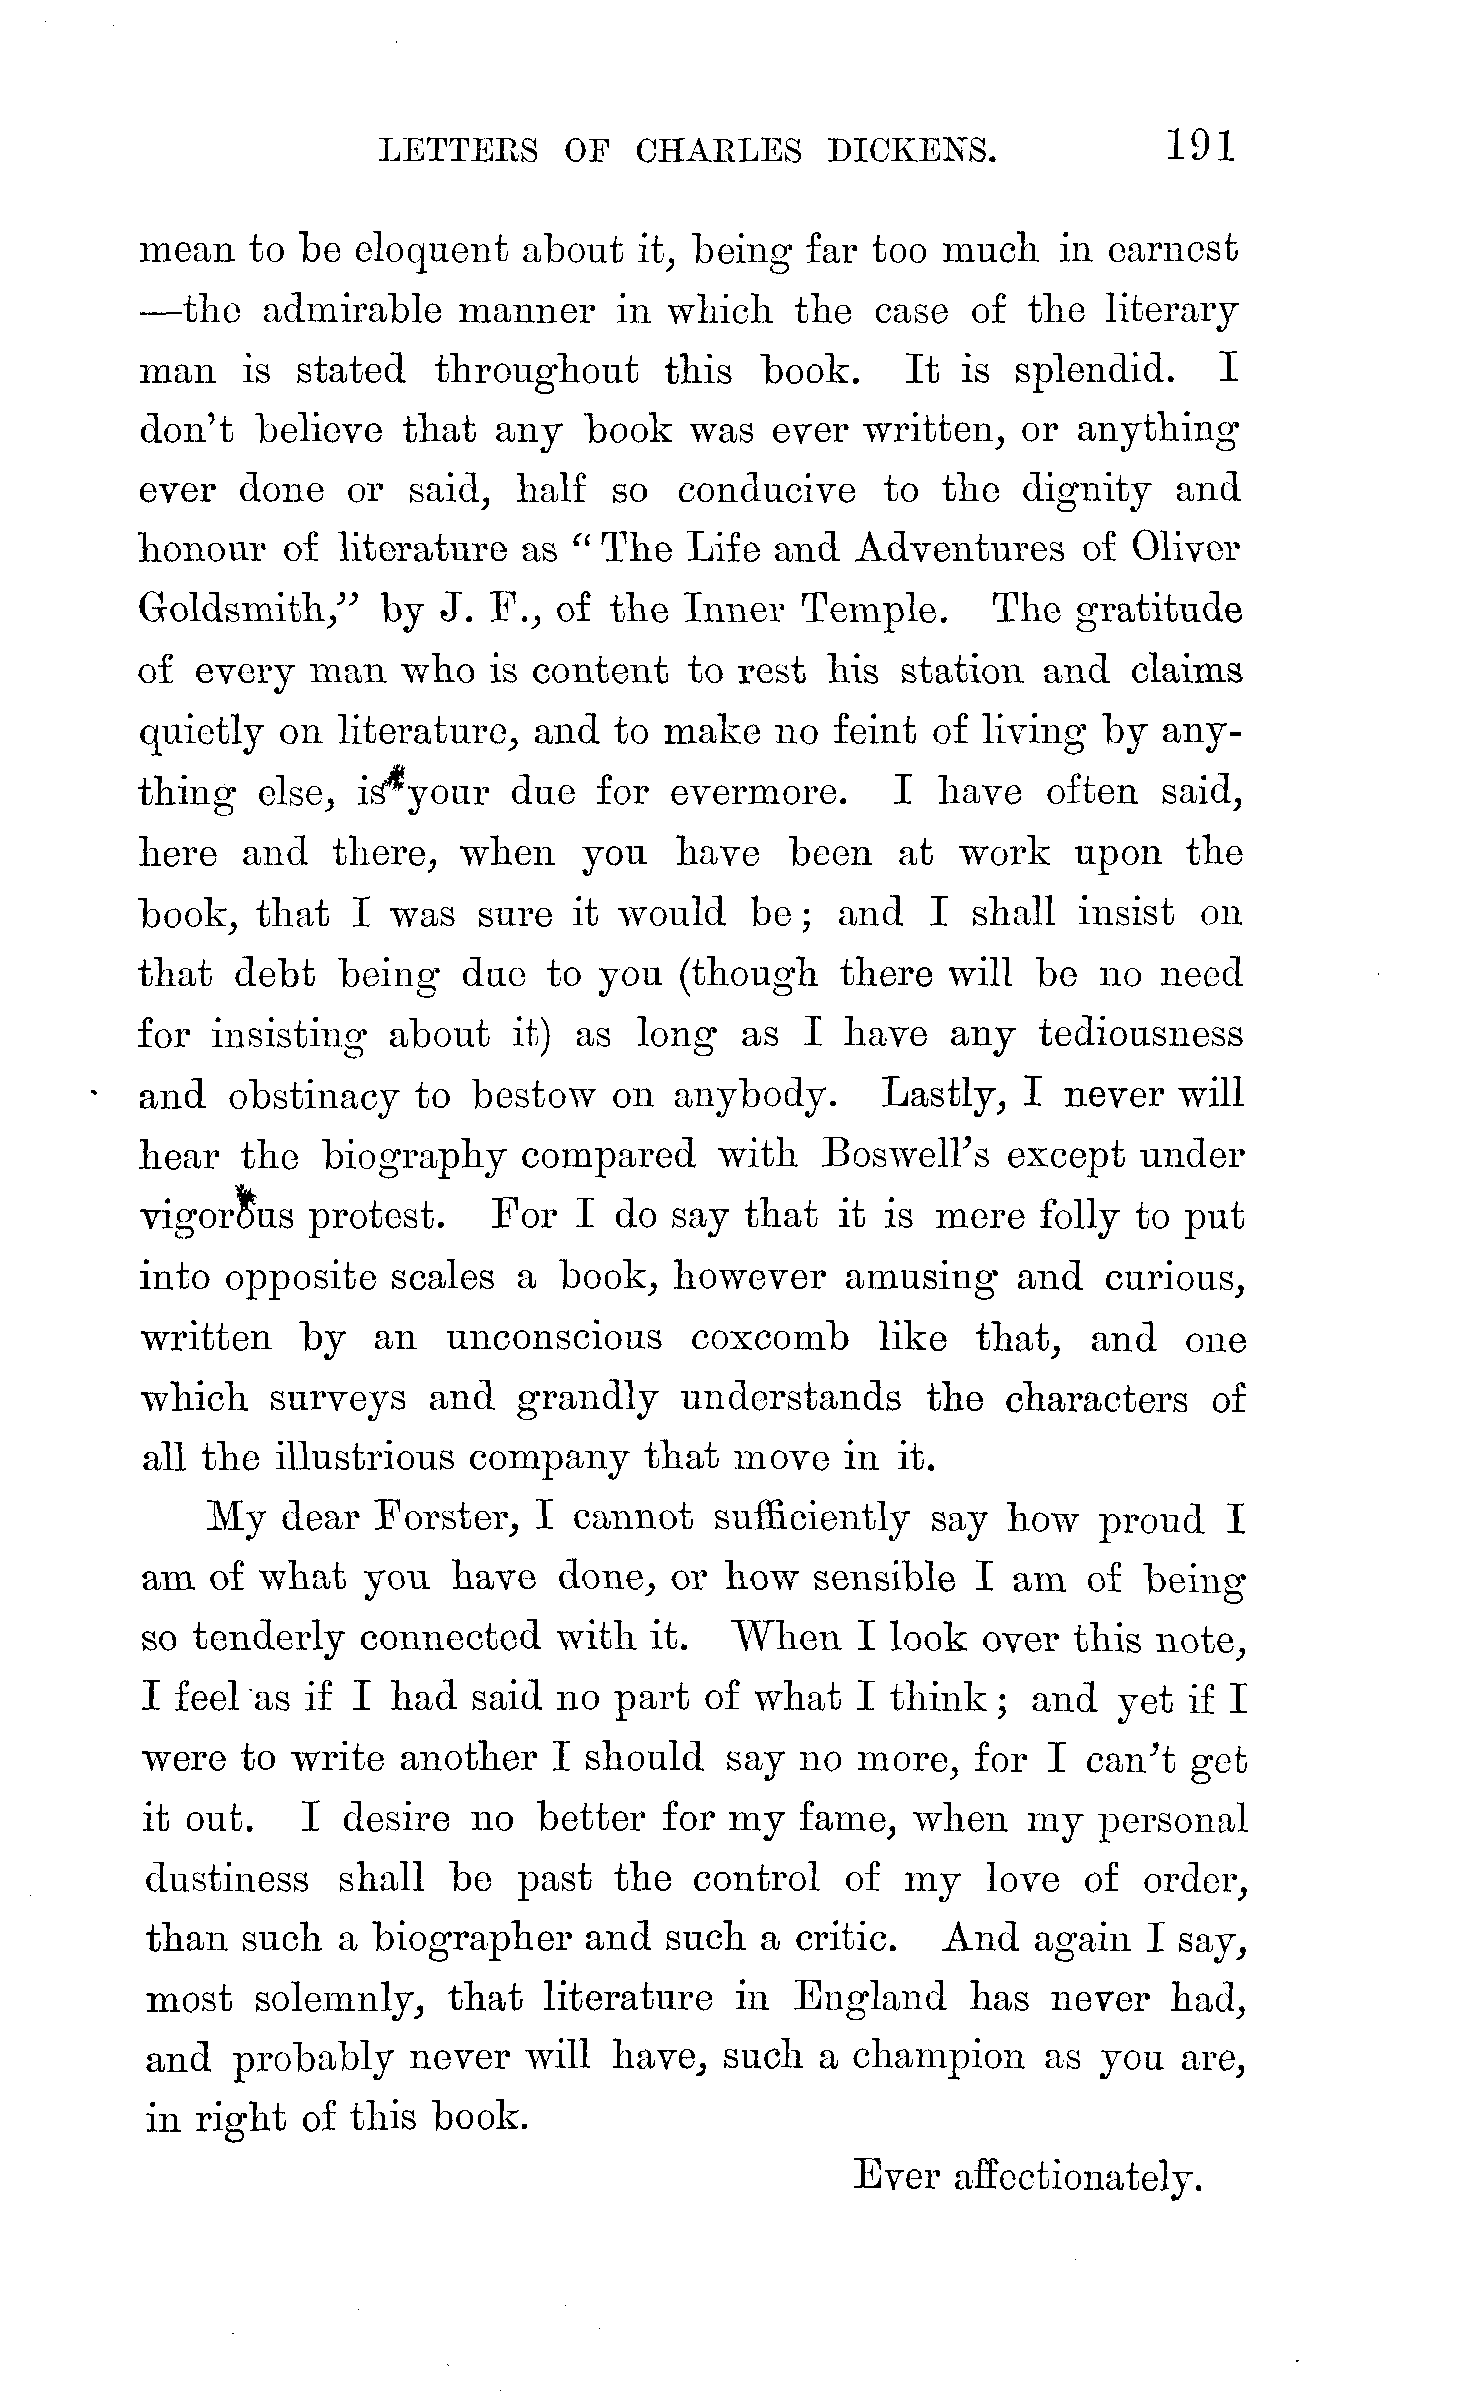 LETTERS OF CHARLES DICKENS. 191
mean to be eloquent about it, being far too much in earnest
—the admirable manner in which the case of the literary
man is stated throughout this book. It is splendid. I
don't believe that any book was ever written, or anything
ever done or said, half so conducive to the dignity and
honour of literature as "The Life and Adventures of Oliver
Goldsmith," by J. F., of the Inner Temple. The gratitude
of every man who is content to rest his station and claims
quietly on literature, and to make no feint of living by any-
thing else, is your due for evermore. I have often said,
here and there, when you have been at work upon the
book, that I was sure it would be; and I shall insist on
that debt being due to you (though there will be no need
for insisting about it) as long as I have any tediousness
and obstinacy to bestow on anybody. Lastly, I never will
hear the biography compared with Boswell's except under
vigorous protest. For I do say that it is mere folly to put
into opposite scales a book, however amusing and curious,
written by an unconscious coxcomb like that, and one
which surveys and grandly understands the characters of
all the illustrious company that move in it.
My dear Forster, I cannot sufficiently say how proud I
am of what you have done, or how sensible I am of being
so tenderly connected with it. When I look over this note,
I feel as if I had said no part of what I think; and yet if I
were to write another I should say no more, for I can't get
it out. I desire no better for my fame, when my personal
dustiness shall be past the control of my love of order,
than such a biographer and such a critic. And again I say,
most solemnly, that literature in England has never had,
and probably never will have, such a champion as you are,
in right of this book.
Ever affectionately.